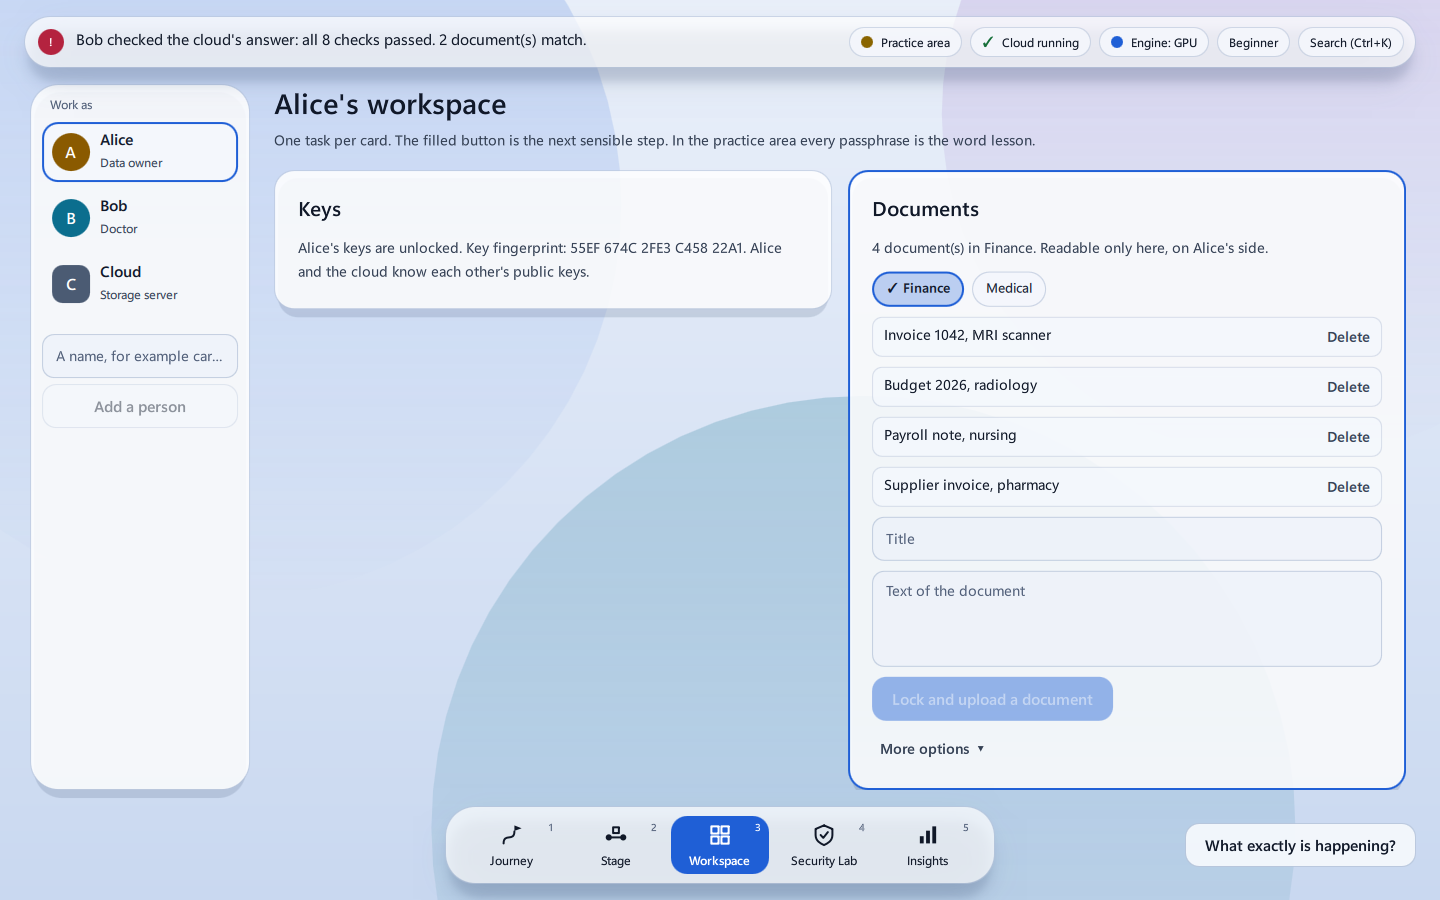 ! Bob checked the cloud's answer: all 8 checks passed. 2 document(s) match.
Practice area
✓ Cloud running
Engine: GPU
Beginner
Search (Ctrl+K)
Work as
A
Alice
Data owner
B
Bob
Doctor
C
Cloud
Storage server
A name, for example car...
Add a person
Alice's workspace
One task per card. The filled button is the next sensible step. In the practice area every passphrase is the word lesson.
Keys
Alice's keys are unlocked. Key fingerprint: 55EF 674C 2FE3 C458 22A1. Alice
and the cloud know each other's public keys.
Documents
4 document(s) in Finance. Readable only here, on Alice's side.
✓ Finance
Medical
Invoice 1042, MRI scanner Delete
Budget 2026, radiology Delete
Payroll note, nursing Delete
Supplier invoice, pharmacy Delete
Title
Text of the document
Lock and upload a document
More options ▾
Journey 1
Stage 2
Workspace 3
Security Lab 4
Insights 5
What exactly is happening?